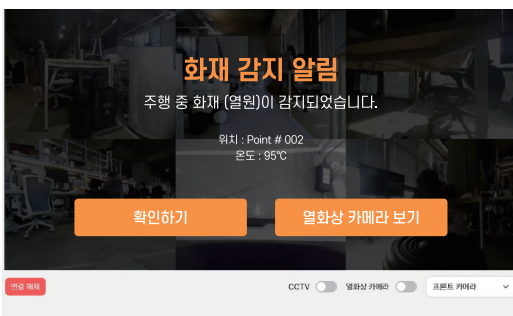 화재 감지 알림
주행 중 화재 (열원)이 감지되었습니다.
위치 : Point # 002
온도 : 95℃
확인하기
열화상 카메라 보기
연결 해제
CCTV
열화상 카메라
프론트 카메라